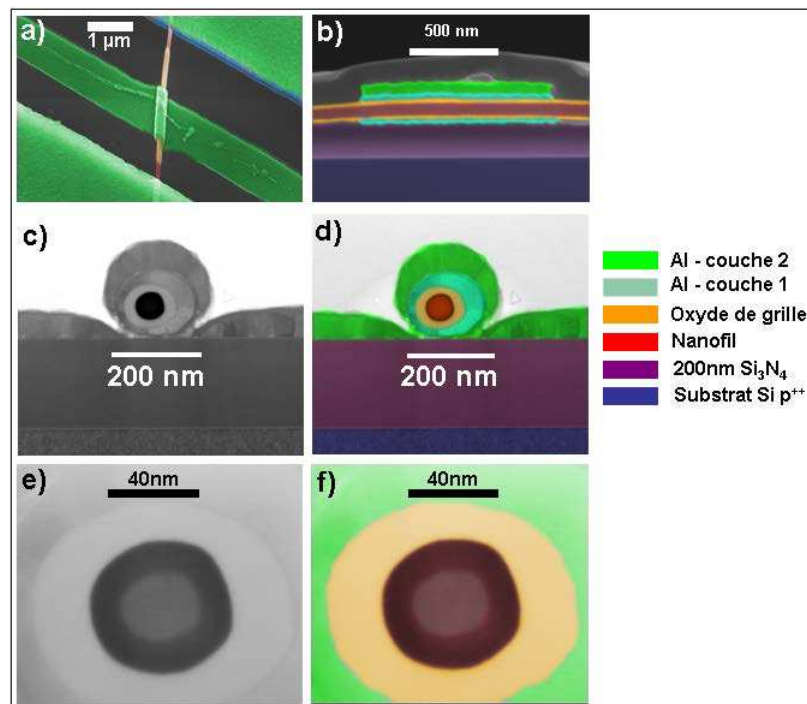 a)
1 µm
b)
500 nm
c)
200 nm
d)
200 nm
Al - couche 2
Al - couche 1
Oxyde de grille
Nanofil
200nm Si₃N₄
Substrat Si p⁺⁺
e)
40nm
f)
40nm